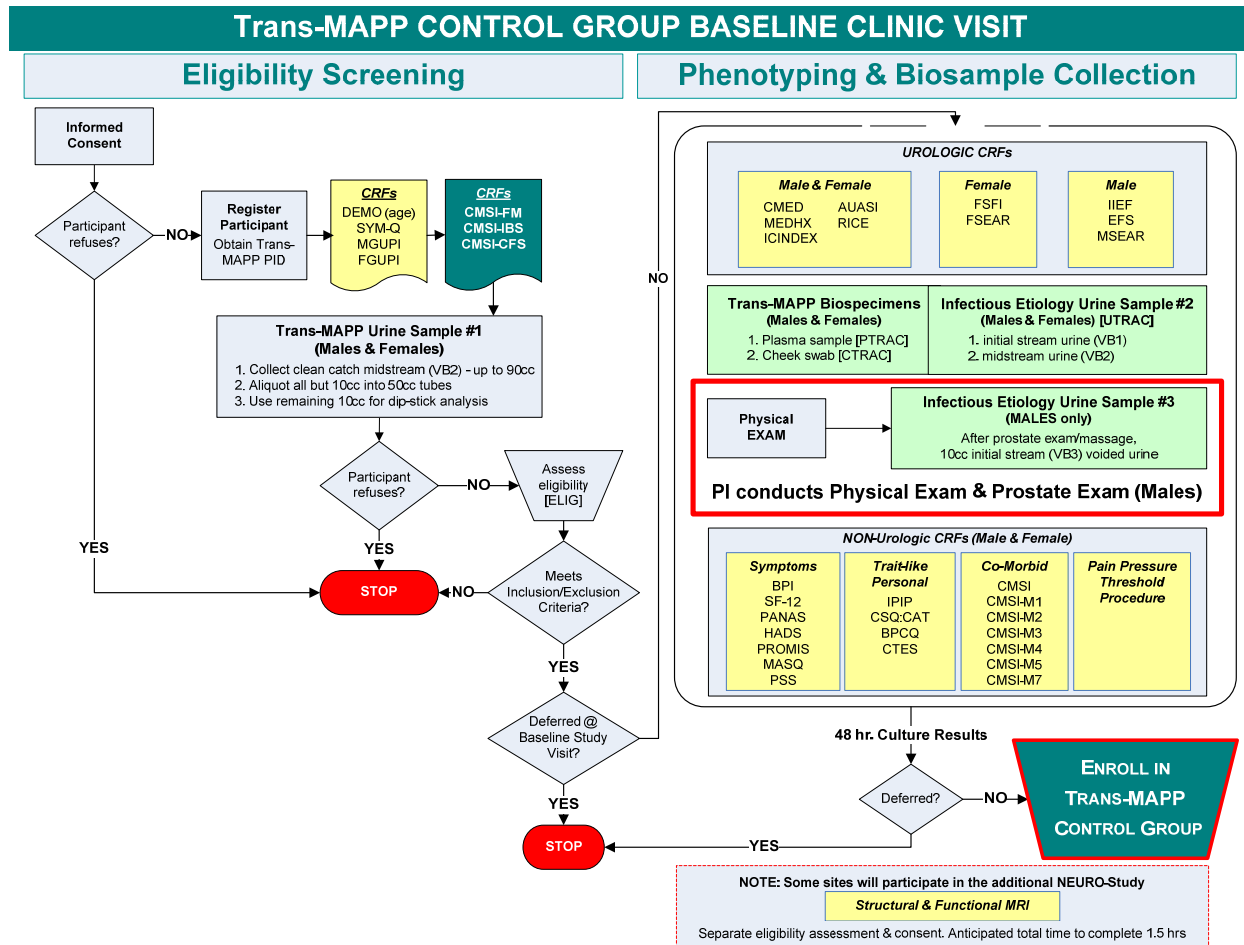 Trans-MAPP CONTROL GROUP BASELINE CLINIC VISIT
Eligibility Screening
Informed
Consent
Participant
refuses?
NO
Register
Participant
Obtain Trans-
MAPP PID
CRFs
DEMO (age)
SYM-Q
MGUPI
FGUPI
CRFs
CMSI-FM
CMSI-IBS
CMSI-CFS
Trans-MAPP Urine Sample #1
(Males & Females)
1. Collect clean catch midstream (VB2) - up to 90cc
2. Aliquot all but 10cc into 50cc tubes
3. Use remaining 10cc for dip-stick analysis
Participant
refuses?
NO
Assess
eligibility
[ELIG]
YES
YES
STOP
NO
Meets
Inclusion/Exclusion
Criteria?
YES
Deferred @
Baseline Study
Visit?
NO
YES
STOP
Phenotyping & Biosample Collection
UROLOGIC CRFs
Male & Female
CMED AUASI
MEDHX RICE
ICINDEX
Female
FSFI
FSEAR
Male
IIEF
EFS
MSEAR
Trans-MAPP Biospecimens
(Males & Females)
1. Plasma sample [PTRAC]
2. Cheek swab [CTRAC]
Infectious Etiology Urine Sample #2
(Males & Females) [UTRAC]
1. initial stream urine (VB1)
2. midstream urine (VB2)
Physical
EXAM
Infectious Etiology Urine Sample #3
(MALES only)
After prostate exam/massage,
10cc initial stream (VB3) voided urine
PI conducts Physical Exam & Prostate Exam (Males)
NON-Urologic CRFs (Male & Female)
Symptoms
BPI
SF-12
PANAS
HADS
PROMIS
MASQ
PSS
Trait-like
Personal
IPIP
CSQ:CAT
BPCQ
CTES
Co-Morbid
CMSI
CMSI-M1
CMSI-M2
CMSI-M3
CMSI-M4
CMSI-M5
CMSI-M7
Pain Pressure
Threshold
Procedure
48 hr. Culture Results
Deferred?
NO
ENROLL IN
TRANS-MAPP
CONTROL GROUP
YES
NOTE: Some sites will participate in the additional NEURO-Study
Structural & Functional MRI
Separate eligibility assessment & consent. Anticipated total time to complete 1.5 hrs